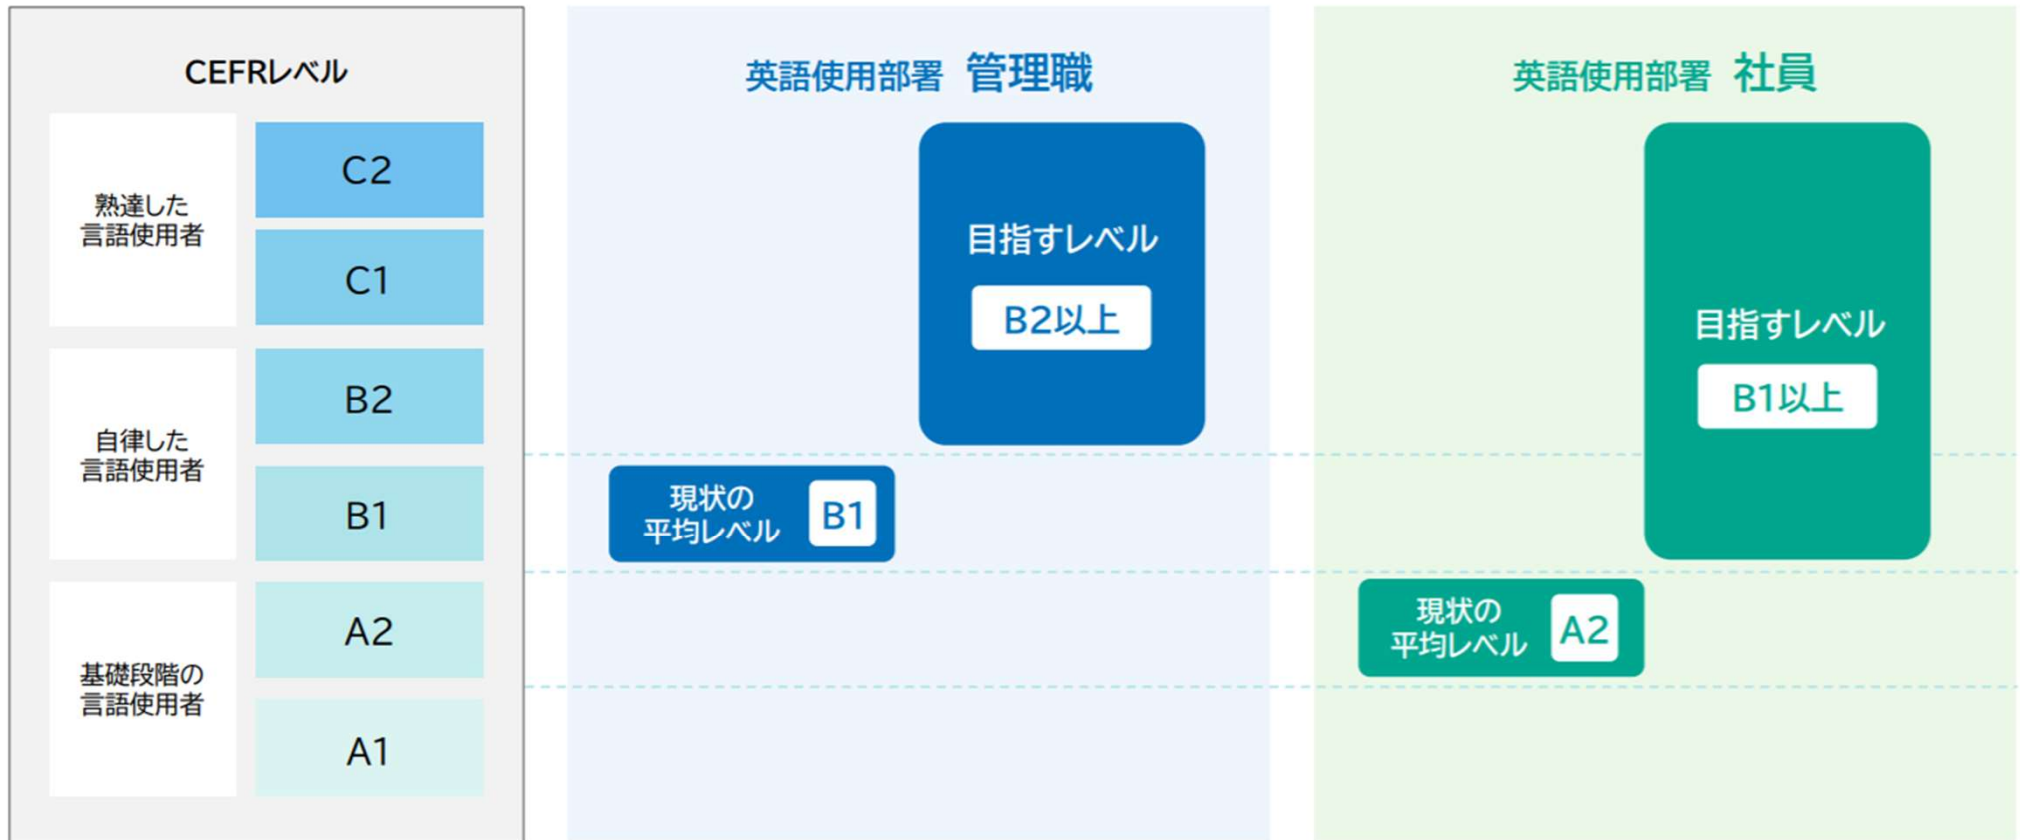 CEFRレベル
熟達した
言語使用者
C2
C1
自律した
言語使用者
B2
B1
基礎段階の
言語使用者
A2
A1
英語使用部署 管理職
目指すレベル
B2以上
現状の
平均レベル
B1
英語使用部署 社員
目指すレベル
B1以上
現状の
平均レベル
A2